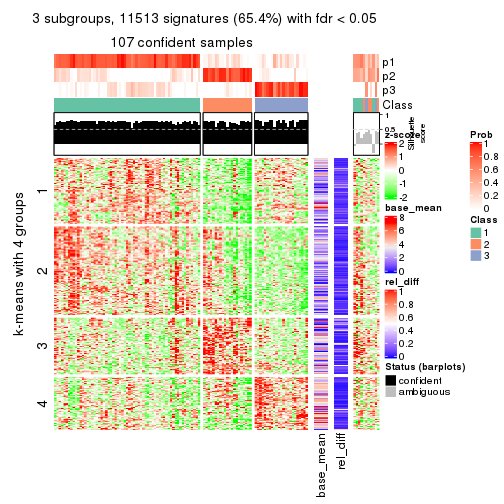 3 subgroups, 11513 signatures (65.4%) with fdr < 0.05
107 confident samples
p1
p2
p3
Class
1
0.5
0
Silhouette
score
k-means with 4 groups
1
2
3
4
base_mean
rel_diff
z-score
2
1
0
-1
-2
base_mean
8
6
4
2
0
rel_diff
1
0.8
0.6
0.4
0.2
0
Status (barplots)
confident
ambiguous
Prob
1
0.8
0.6
0.4
0.2
0
Class
1
2
3